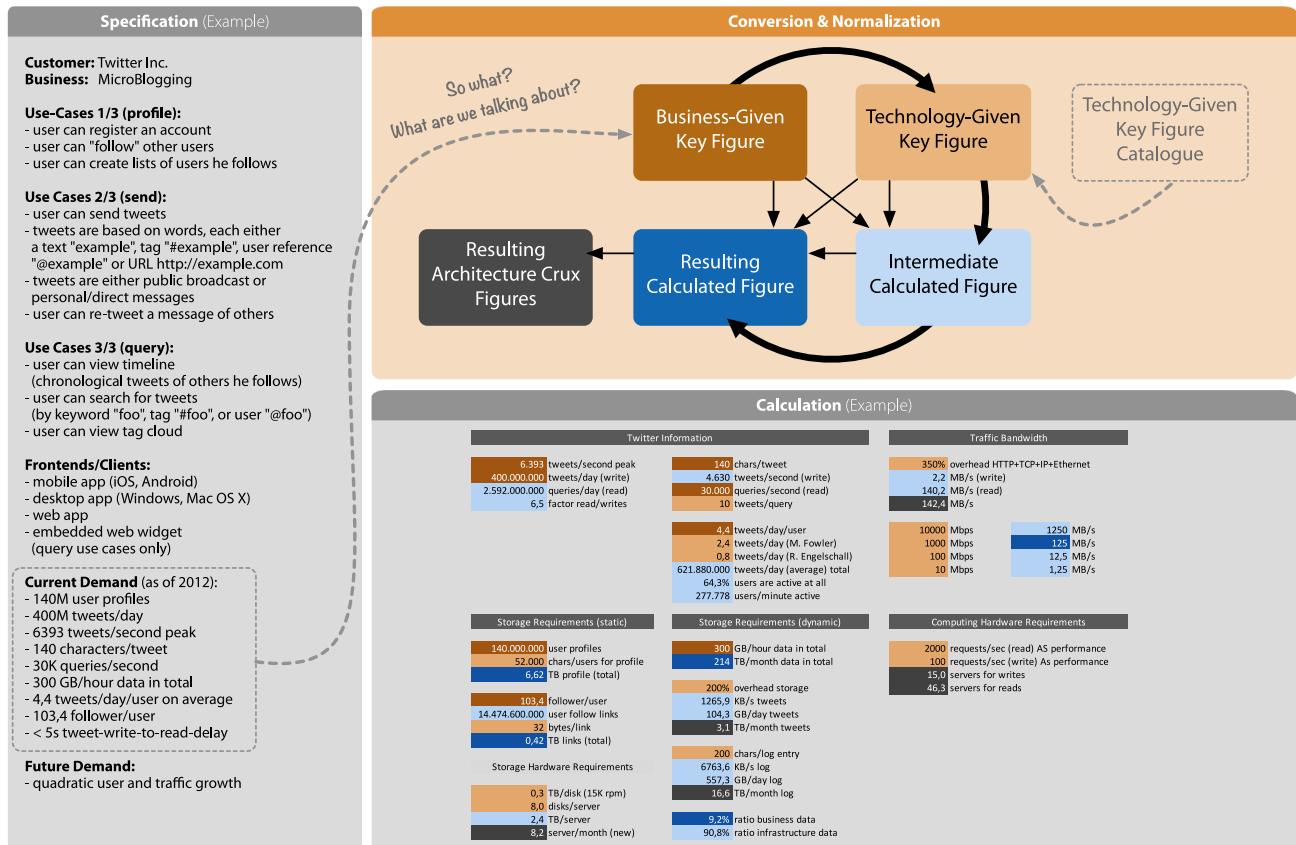 Specification (Example)
Customer: Twitter Inc.
Business: MicroBlogging
Use-Cases 1/3 (profile):
- user can register an account
- user can "follow" other users
- user can create lists of users he follows
Use Cases 2/3 (send):
- user can send tweets
- tweets are based on words, each either
a text "example", tag "#example", user reference
"@example" or URL http://example.com
- tweets are either public broadcast or
personal/direct messages
- user can re-tweet a message of others
Use Cases 3/3 (query):
- user can view timeline
(chronological tweets of others he follows)
- user can search for tweets
(by keyword "foo", tag "#foo", or user "@foo")
- user can view tag cloud
Frontends/Clients:
- mobile app (iOS, Android)
- desktop app (Windows, Mac OS X)
- web app
- embedded web widget
(query use cases only)
Current Demand (as of 2012):
- 140M user profiles
- 400M tweets/day
- 6393 tweets/second peak
- 140 characters/tweet
- 30K queries/second
- 300 GB/hour data in total
- 4,4 tweets/day/user on average
- 103,4 follower/user
- < 5s tweet-write-to-read-delay
Future Demand:
- quadratic user and traffic growth
Conversion & Normalization
So what?
What are we talking about?
Business-Given
Key Figure
Technology-Given
Key Figure
Technology-Given
Key Figure
Catalogue
Resulting
Architecture Crux
Figures
Resulting
Calculated Figure
Intermediate
Calculated Figure
Calculation (Example)
Twitter Information
6.393 tweets/second peak
400.000.000 tweets/day (write)
2.592.000.000 queries/day (read)
6,5 factor read/writes
140 chars/tweet
4.630 tweets/second (write)
30.000 queries/second (read)
10 tweets/query
4,4 tweets/day/user
2,4 tweets/day (M. Fowler)
0,8 tweets/day (R. Engelschall)
621.880.000 tweets/day (average) total
64,3% users are active at all
277.778 users/minute active
Traffic Bandwidth
350% overhead HTTP+TCP+IP+Ethernet
2,2 MB/s (write)
140,2 MB/s (read)
142,4 MB/s
10000 Mbps 1250 MB/s
1000 Mbps 125 MB/s
100 Mbps 12,5 MB/s
10 Mbps 1,25 MB/s
Storage Requirements (static)
140.000.000 user profiles
52.000 chars/users for profile
6,62 TB profile (total)
103,4 follower/user
14.474.600.000 user follow links
32 bytes/link
0,42 TB links (total)
Storage Hardware Requirements
0,3 TB/disk (15K rpm)
8,0 disks/server
2,4 TB/server
8,2 server/month (new)
Storage Requirements (dynamic)
300 GB/hour data in total
214 TB/month data in total
200% overhead storage
1265,9 KB/s tweets
104,3 GB/day tweets
3,1 TB/month tweets
200 chars/log entry
6763,6 KB/s log
557,3 GB/day log
16,6 TB/month log
9,2% ratio business data
90,8% ratio infrastructure data
Computing Hardware Requirements
2000 requests/sec (read) AS performance
100 requests/sec (write) As performance
15,0 servers for writes
46,3 servers for reads